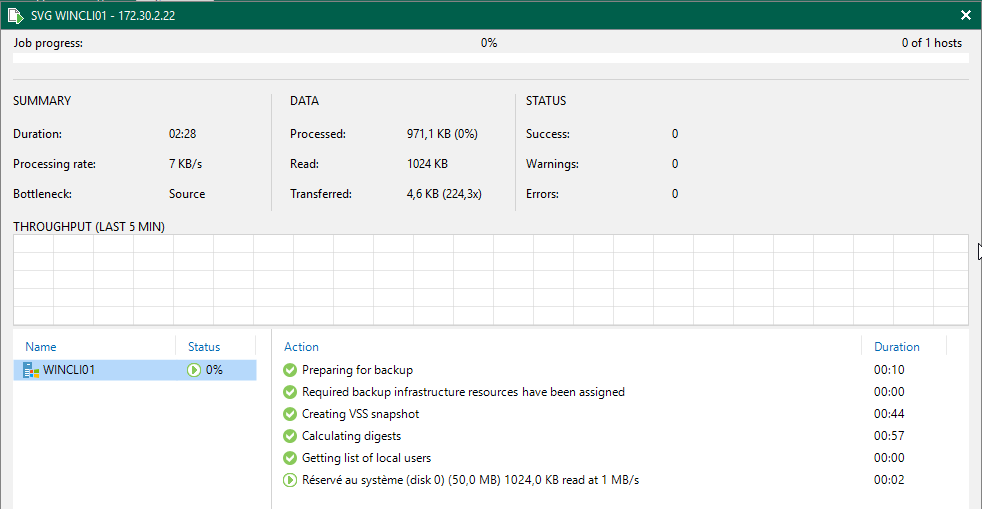 SVG WINCLI01 - 172.30.2.22
Job progress: 0% 0 of 1 hosts
SUMMARY DATA STATUS
Duration: 02:28 Processed: 971,1 KB (0%) Success: 0
Processing rate: 7 KB/s Read: 1024 KB Warnings: 0
Bottleneck: Source Transferred: 4,6 KB (224,3x) Errors: 0
THROUGHPUT (LAST 5 MIN)
Name Status Action Duration
WINCLI01 0% Preparing for backup 00:10
Required backup infrastructure resources have been assigned 00:00
Creating VSS snapshot 00:44
Calculating digests 00:57
Getting list of local users 00:00
Réservé au système (disk 0) (50,0 MB) 1024,0 KB read at 1 MB/s 00:02